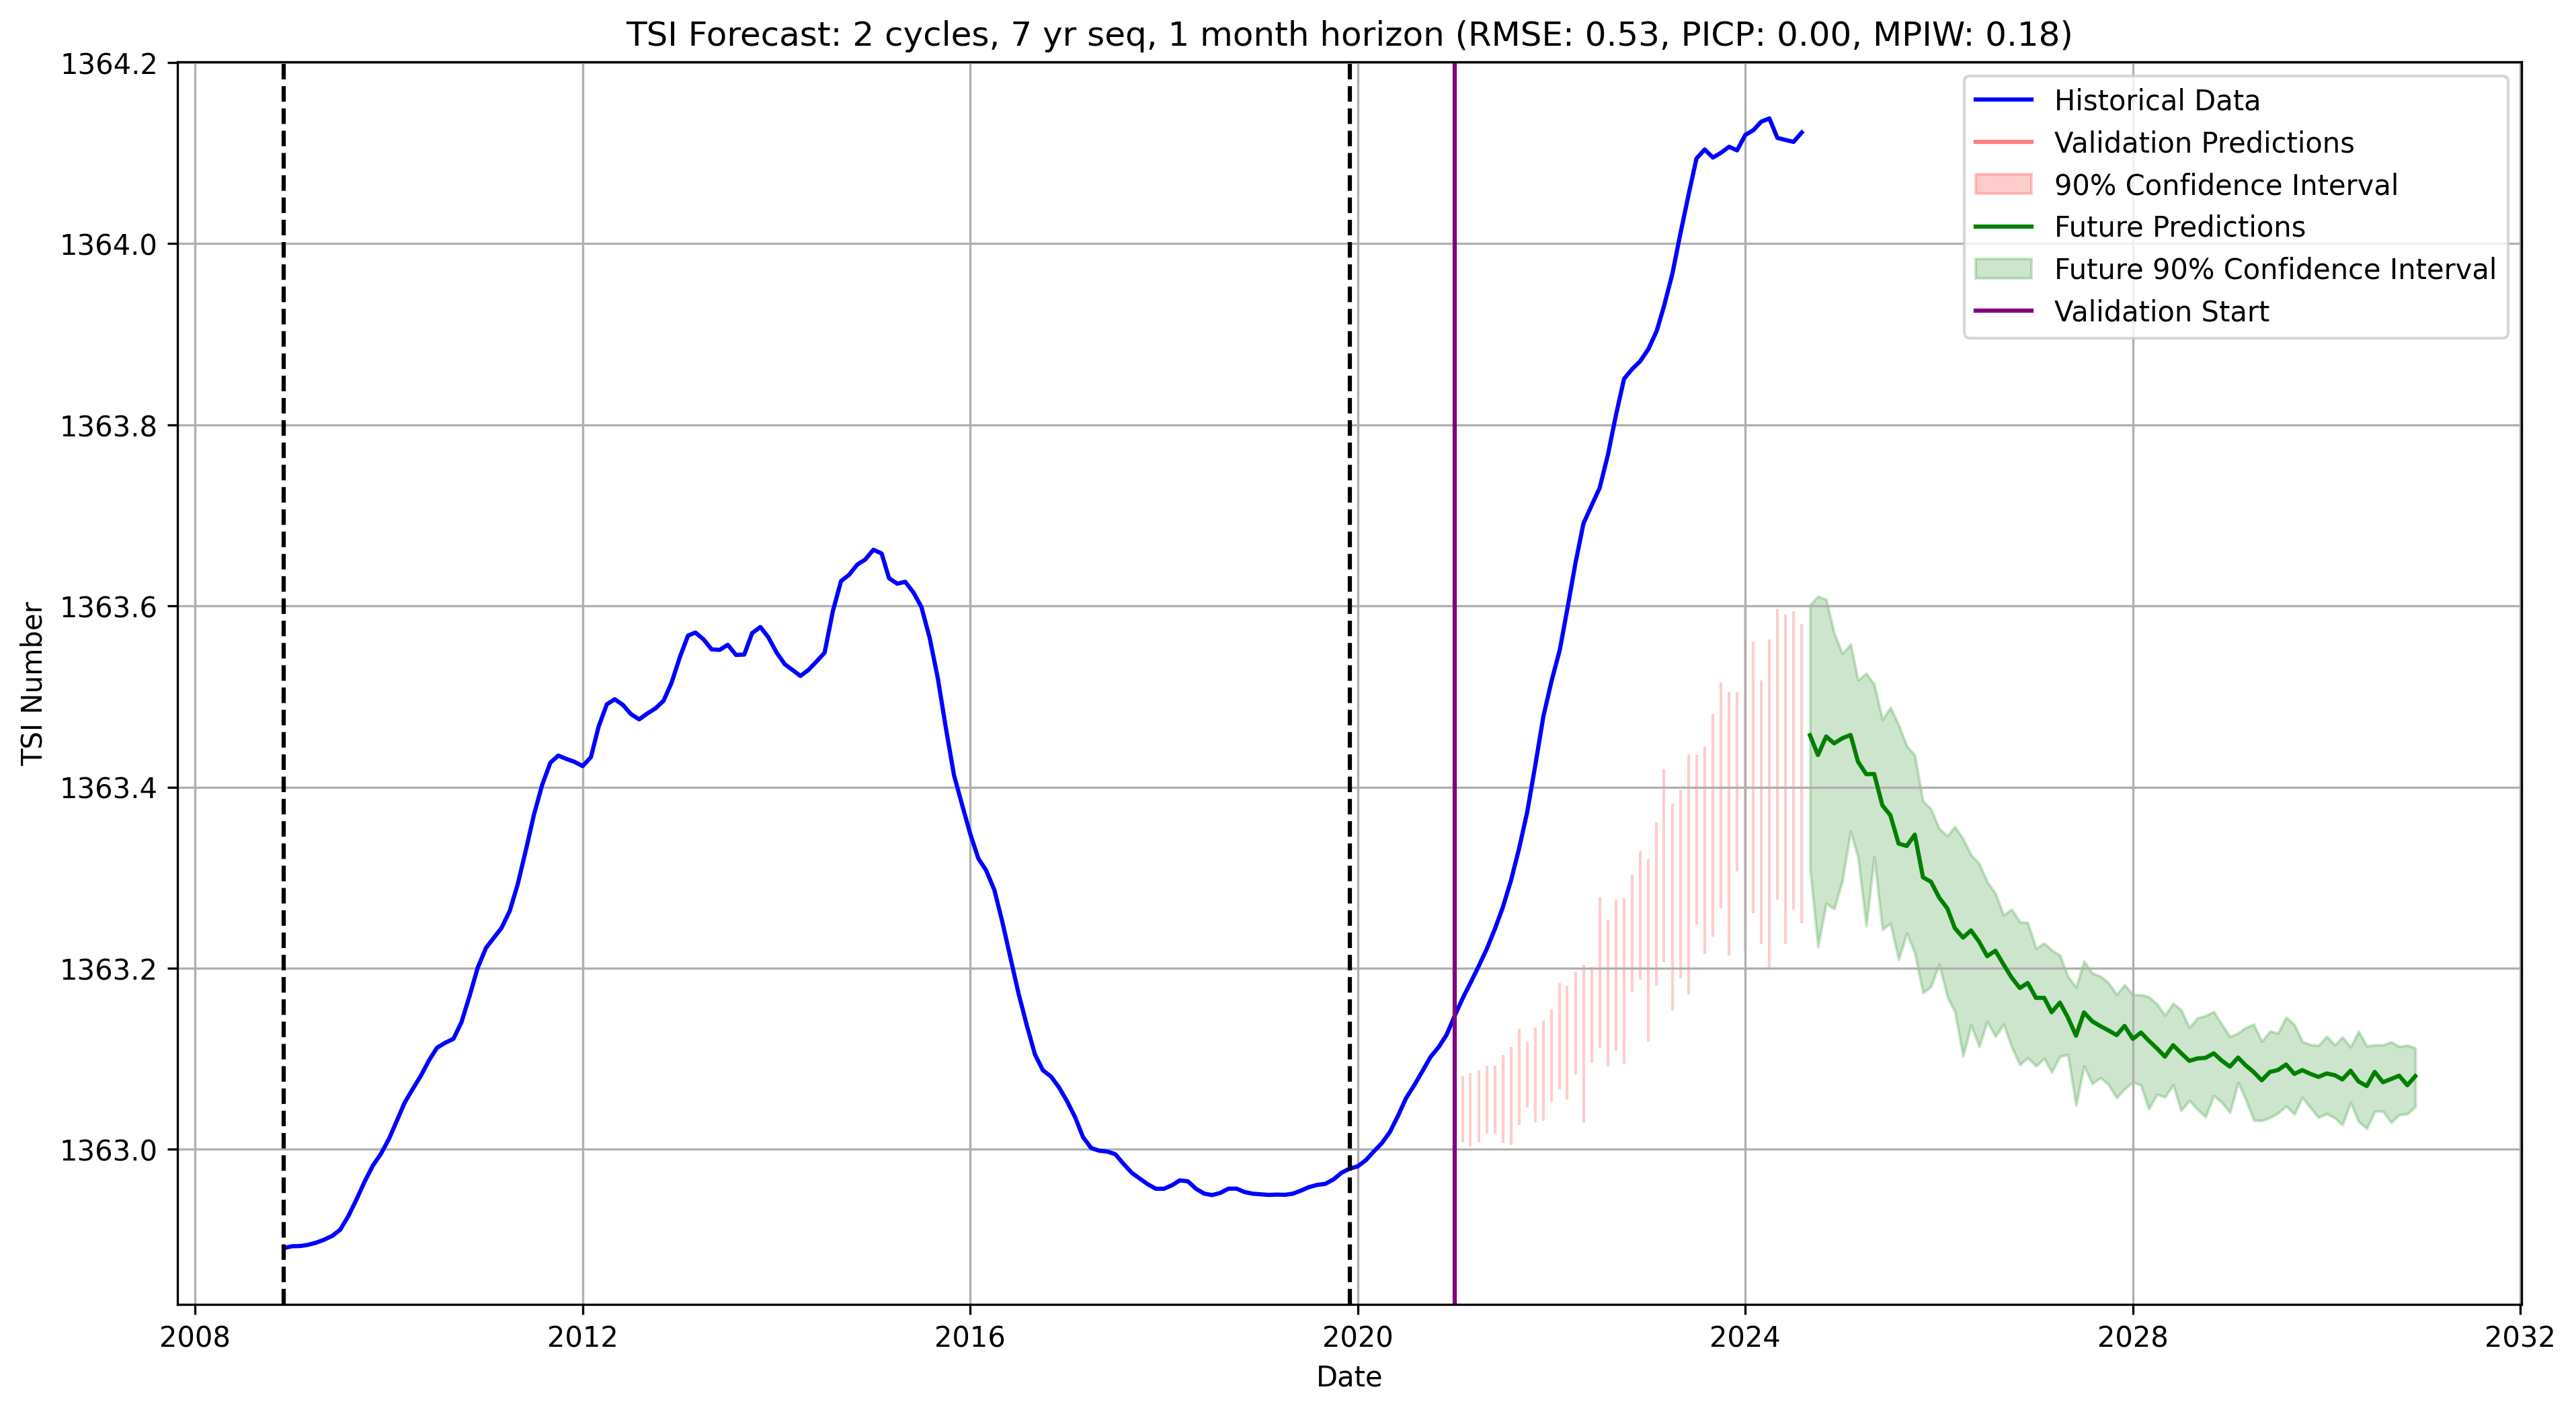 TSI Forecast: 2 cycles, 7 yr seq, 1 month horizon (RMSE: 0.53, PICP: 0.00, MPIW: 0.18)
1364.2
1364.0
1363.8
1363.6
1363.4
1363.2
1363.0
TSI Number
Historical Data
Validation Predictions
90% Confidence Interval
Future Predictions
Future 90% Confidence Interval
Validation Start
2008 2012 2016 2020 2024 2028 2032
Date